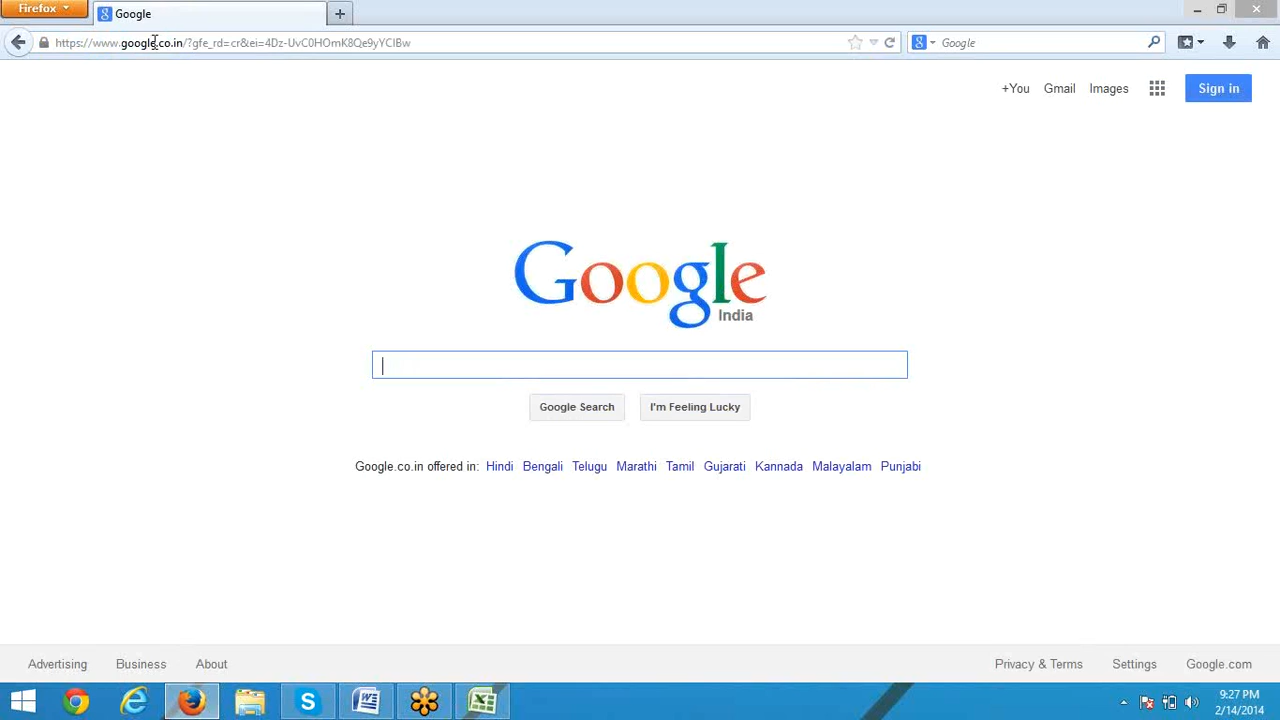 Firefox
Google
https://www.google.co.in/?gfe_rd=cr&ei=4Dz-UvC0HOmK8Qe9yYCIBw
Google
+You Gmail Images Sign in
Google
India
Google Search I'm Feeling Lucky
Google.co.in offered in: Hindi Bengali Telugu Marathi Tamil Gujarati Kannada Malayalam Punjabi
Advertising Business About Privacy & Terms Settings Google.com
9:27 PM
2/14/2014